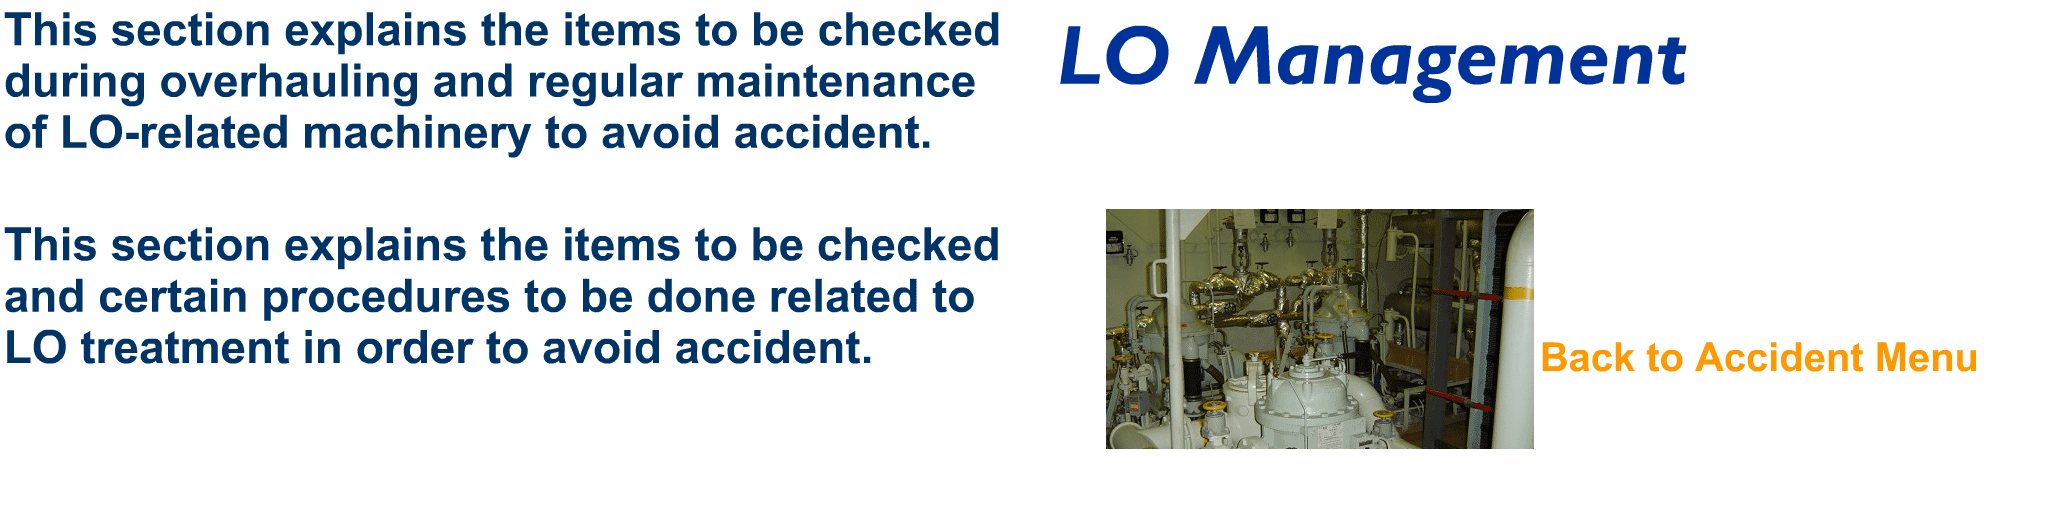 This section explains the items to be checked
during overhauling and regular maintenance
of LO-related machinery to avoid accident.
This section explains the items to be checked
and certain procedures to be done related to
LO treatment in order to avoid accident.
LO Management
Back to Accident Menu